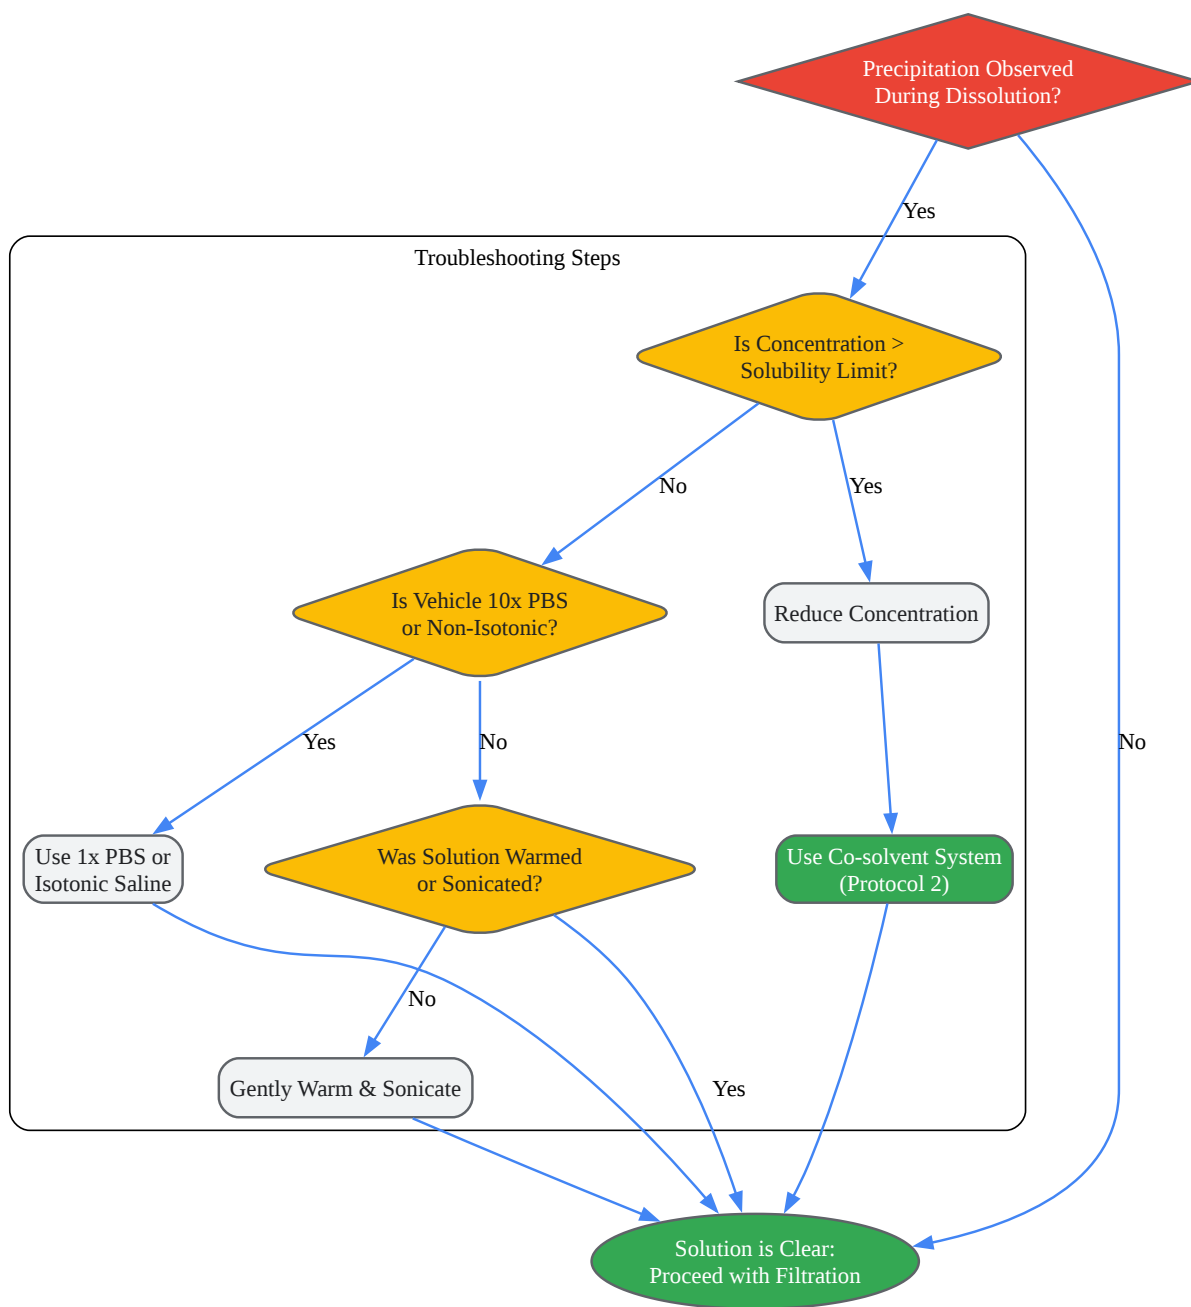 Precipitation Observed
During Dissolution?
Yes
Troubleshooting Steps
Is Concentration >
Solubility Limit?
No
Yes
Is Vehicle 10x PBS
or Non-Isotonic?
Reduce Concentration
Yes
No
No
Use 1x PBS or
Isotonic Saline
Was Solution Warmed
or Sonicated?
Use Co-solvent System
(Protocol 2)
No
Gently Warm & Sonicate
Yes
Solution is Clear:
Proceed with Filtration